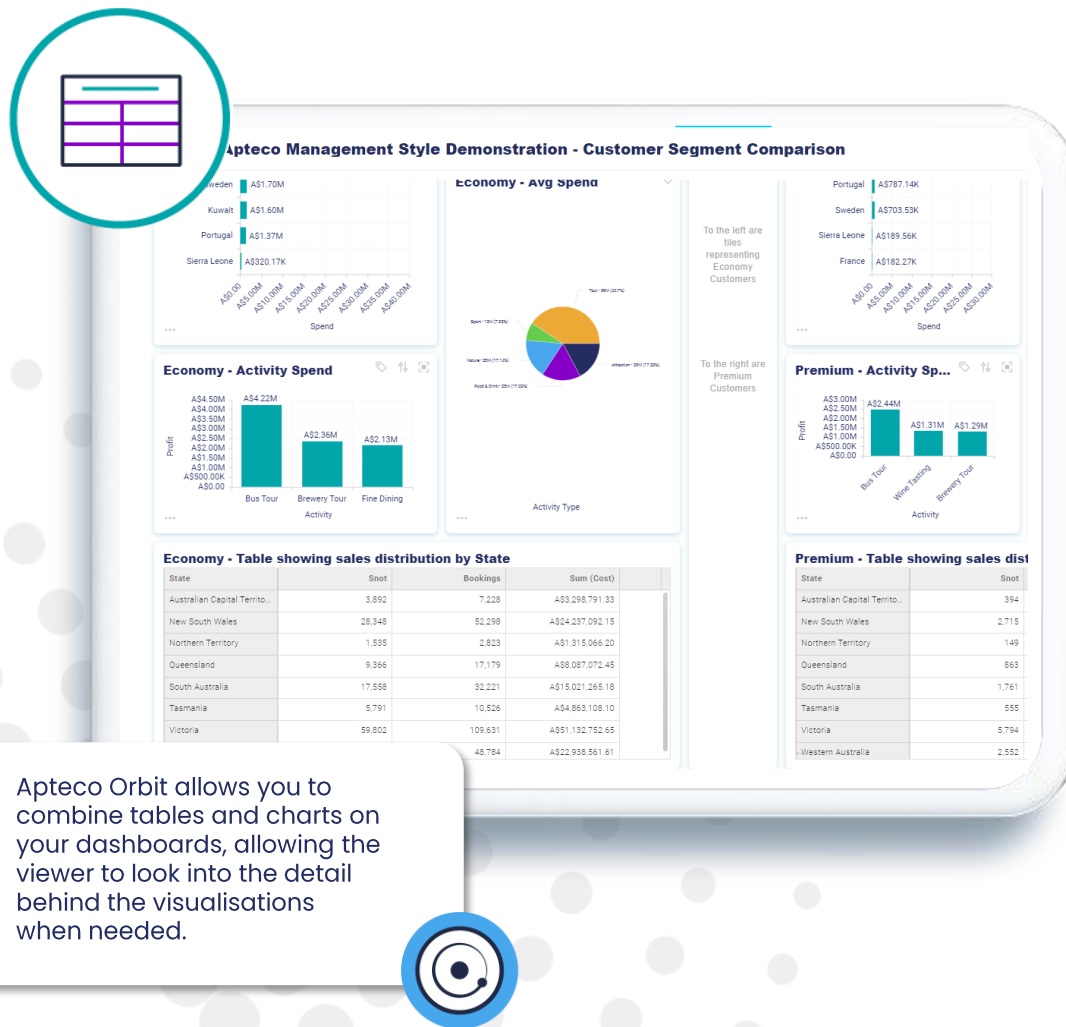 Apteco Management Style Demonstration - Customer Segment Comparison
Sweden A$1.70M
Kuwait A$1.60M
Portugal A$1.37M
Sierra Leone A$320.17K
A$0.00 A$5.00M A$10.00M A$15.00M A$20.00M A$25.00M A$30.00M A$35.00M A$40.00M
Spend
Economy - Avg Spend
Activity Type
To the left are
tiles
representing
Economy
Customers
To the right are
Premium
Customers
Portugal A$787.14K
Sweden A$703.53K
Sierra Leone A$189.56K
France A$182.27K
A$0.00 A$5.00M A$10.00M A$15.00M A$20.00M A$25.00M A$30.00M
Spend
Economy - Activity Spend
A$4.50M
A$4.00M
A$3.50M
A$3.00M
A$2.50M
A$2.00M
A$1.50M
A$1.00M
A$500.00K
A$0.00
Profit
A$4.22M A$2.36M A$2.13M
Bus Tour Brewery Tour Fine Dining
Activity
Premium - Activity Sp...
A$3.00M
A$2.50M
A$2.00M
A$1.50M
A$1.00M
A$500.00K
A$0.00
Profit
A$2.44M A$1.31M A$1.29M
Bus Tour Wine Tasting Brewery Tour
Activity
Economy - Table showing sales distribution by State
State Snot Bookings Sum (Cost)
Australian Capital Territo.. 3,892 7,228 A$3,298,791.33
New South Wales 28,348 52,298 A$24,237,092.15
Northern Territory 1,535 2,823 A$1,315,066.20
Queensland 9,366 17,179 A$8,087,072.45
South Australia 17,558 32,221 A$15,021,265.18
Tasmania 5,791 10,526 A$4,863,108.10
Victoria 59,802 109,631 A$51,132,752.65
48,784 A$22,938,561.61
Premium - Table showing sales dist
State Snot
Australian Capital Territo.. 394
New South Wales 2,715
Northern Territory 149
Queensland 863
South Australia 1,761
Tasmania 555
Victoria 5,794
Western Australia 2,552
Apteco Orbit allows you to
combine tables and charts on
your dashboards, allowing the
viewer to look into the detail
behind the visualisations
when needed.